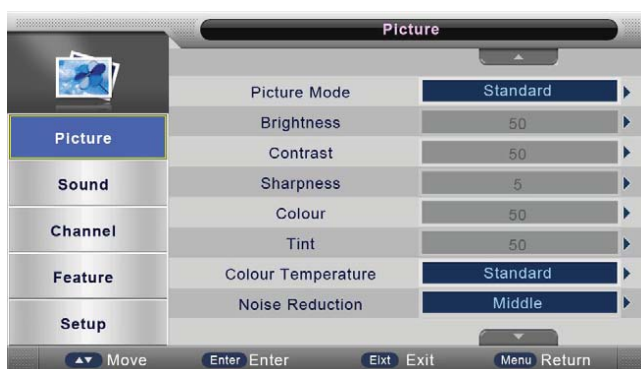 Picture
Picture Mode Standard
Brightness 50
Contrast 50
Sharpness 5
Colour 50
Tint 50
Colour Temperature Standard
Noise Reduction Middle
Picture
Sound
Channel
Feature
Setup
Move Enter Enter Elxt Exit Menu Return